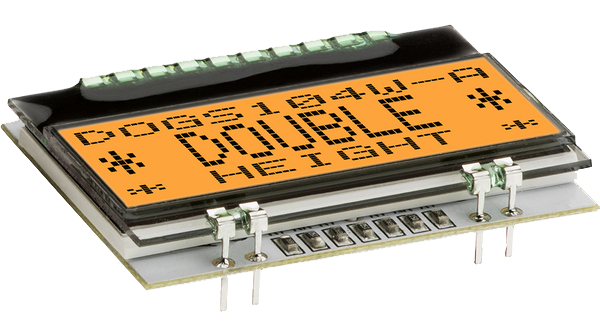 DOGS104W-A
* DOUBLE *
* HEIGHT *